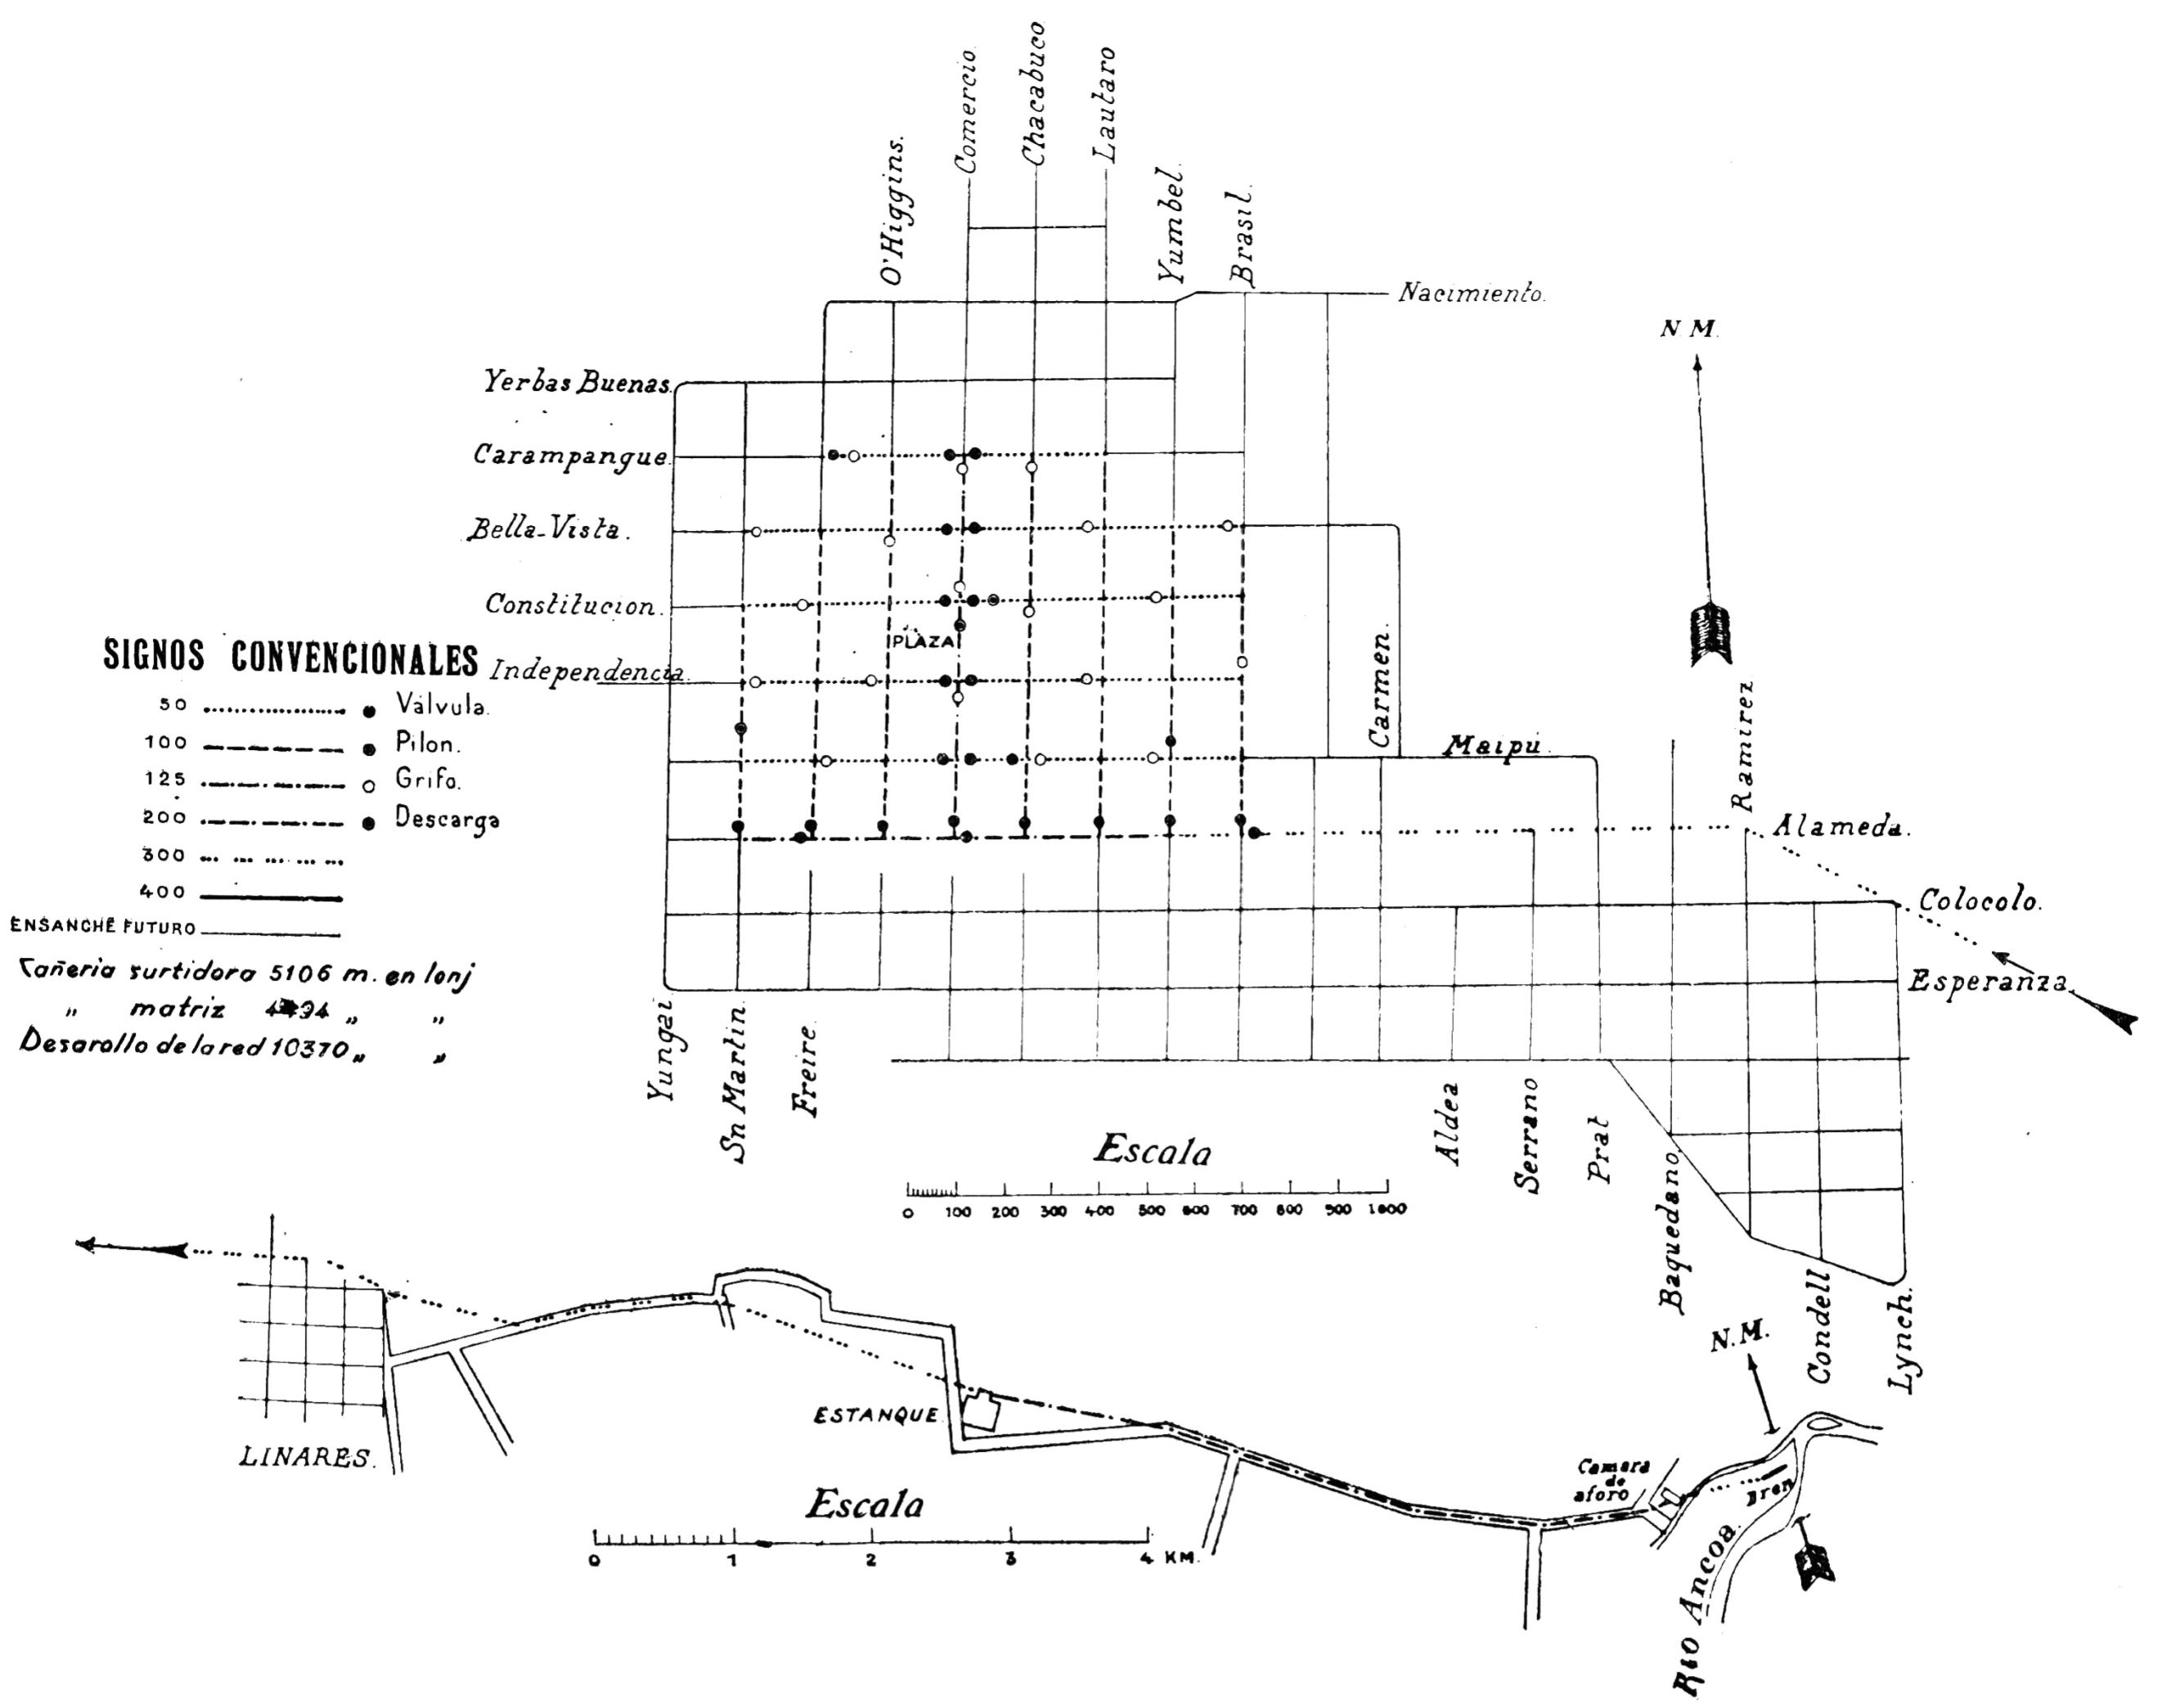 Comercio.
Chacabuco
Lautaro
O'Higgins.
Yumbel.
Brasil.
Nacimiento.
N. M.
Yerbas Buenas.
Carampangue.
Bella-Vista.
Constitucion.
PLAZA
Independencia.
Carmen.
Maipú.
Ramirez
Alameda.
Colocolo.
Esperanza.
SIGNOS CONVENCIONALES
50 Válvula.
100 Pilon.
125 Grifo.
200 Descarga
300
400
ENSANCHE FUTURO
Cañeria surtidora 5106 m. en lonj
" matriz " "
Desarollo de la red 10370 " "
Yungai
Sn Martin.
Freire.
Aldea
Serrano
Prat
Baquedano
Condell
Lynch.
Escala
0 100 200 300 400 500 600 700 800 900 1000
N.M.
LINARES.
ESTANQUE.
Camara
de
aforo
Dren
Rio Ancoa.
Escala
0 1 2 3 4 KM.